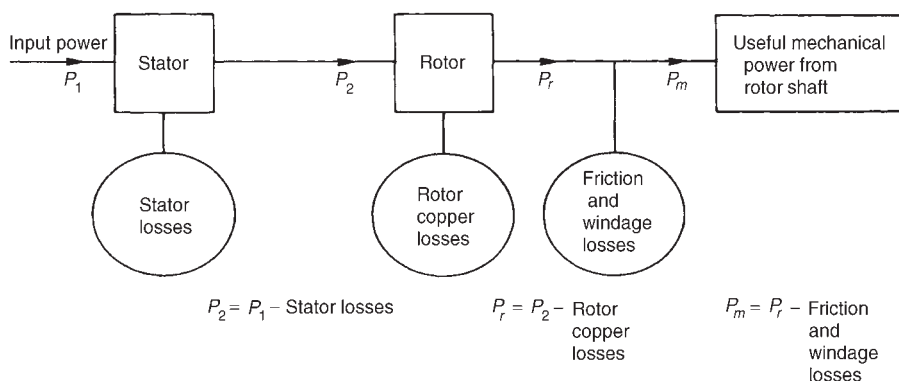 Input power
P₁
Stator
P₂
Rotor
Pᵣ
Pₘ
Useful mechanical
power from
rotor shaft
Stator
losses
Rotor
copper
losses
Friction
and
windage
losses
P₂ = P₁ – Stator losses
Pᵣ = P₂ – Rotor
copper
losses
Pₘ = Pᵣ – Friction
and
windage
losses